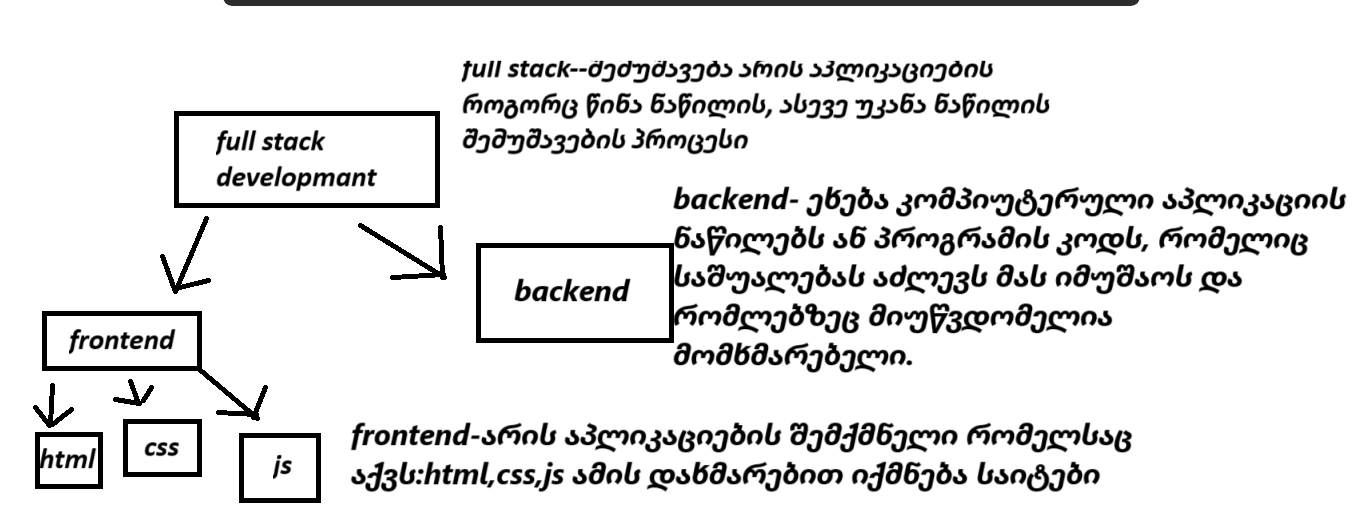 full stack--შემუშავება არის აპლიკაციების
როგორც წინა ნაწილის, ასევე უკანა ნაწილის
შემუშავების პროცესი
full stack
developmant
backend- ეხება კომპიუტერული აპლიკაციის
ნაწილებს ან პროგრამის კოდს, რომელიც
საშუალებას აძლევს მას იმუშაოს და
რომლებზეც მიუწვდომელია
მომხმარებელი.
backend
frontend
html
css
js
frontend-არის აპლიკაციების შემქმნელი რომელსაც
აქვს:html,css,js ამის დახმარებით იქმნება საიტები